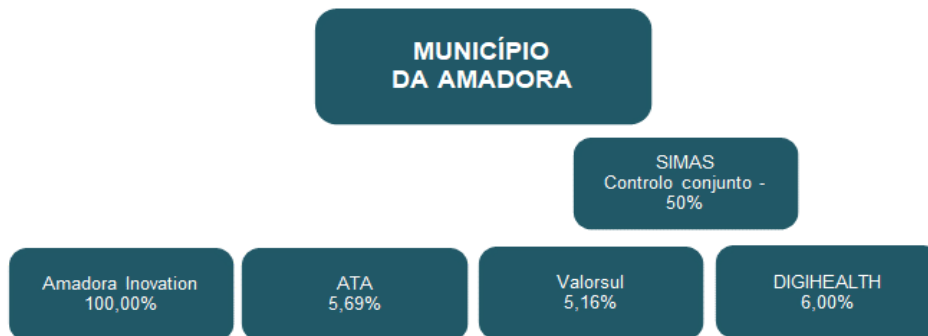 MUNICÍPIO
DA AMADORA
SIMAS
Controlo conjunto -
50%
Amadora Inovation
100,00%
ATA
5,69%
Valorsul
5,16%
DIGIHEALTH
6,00%